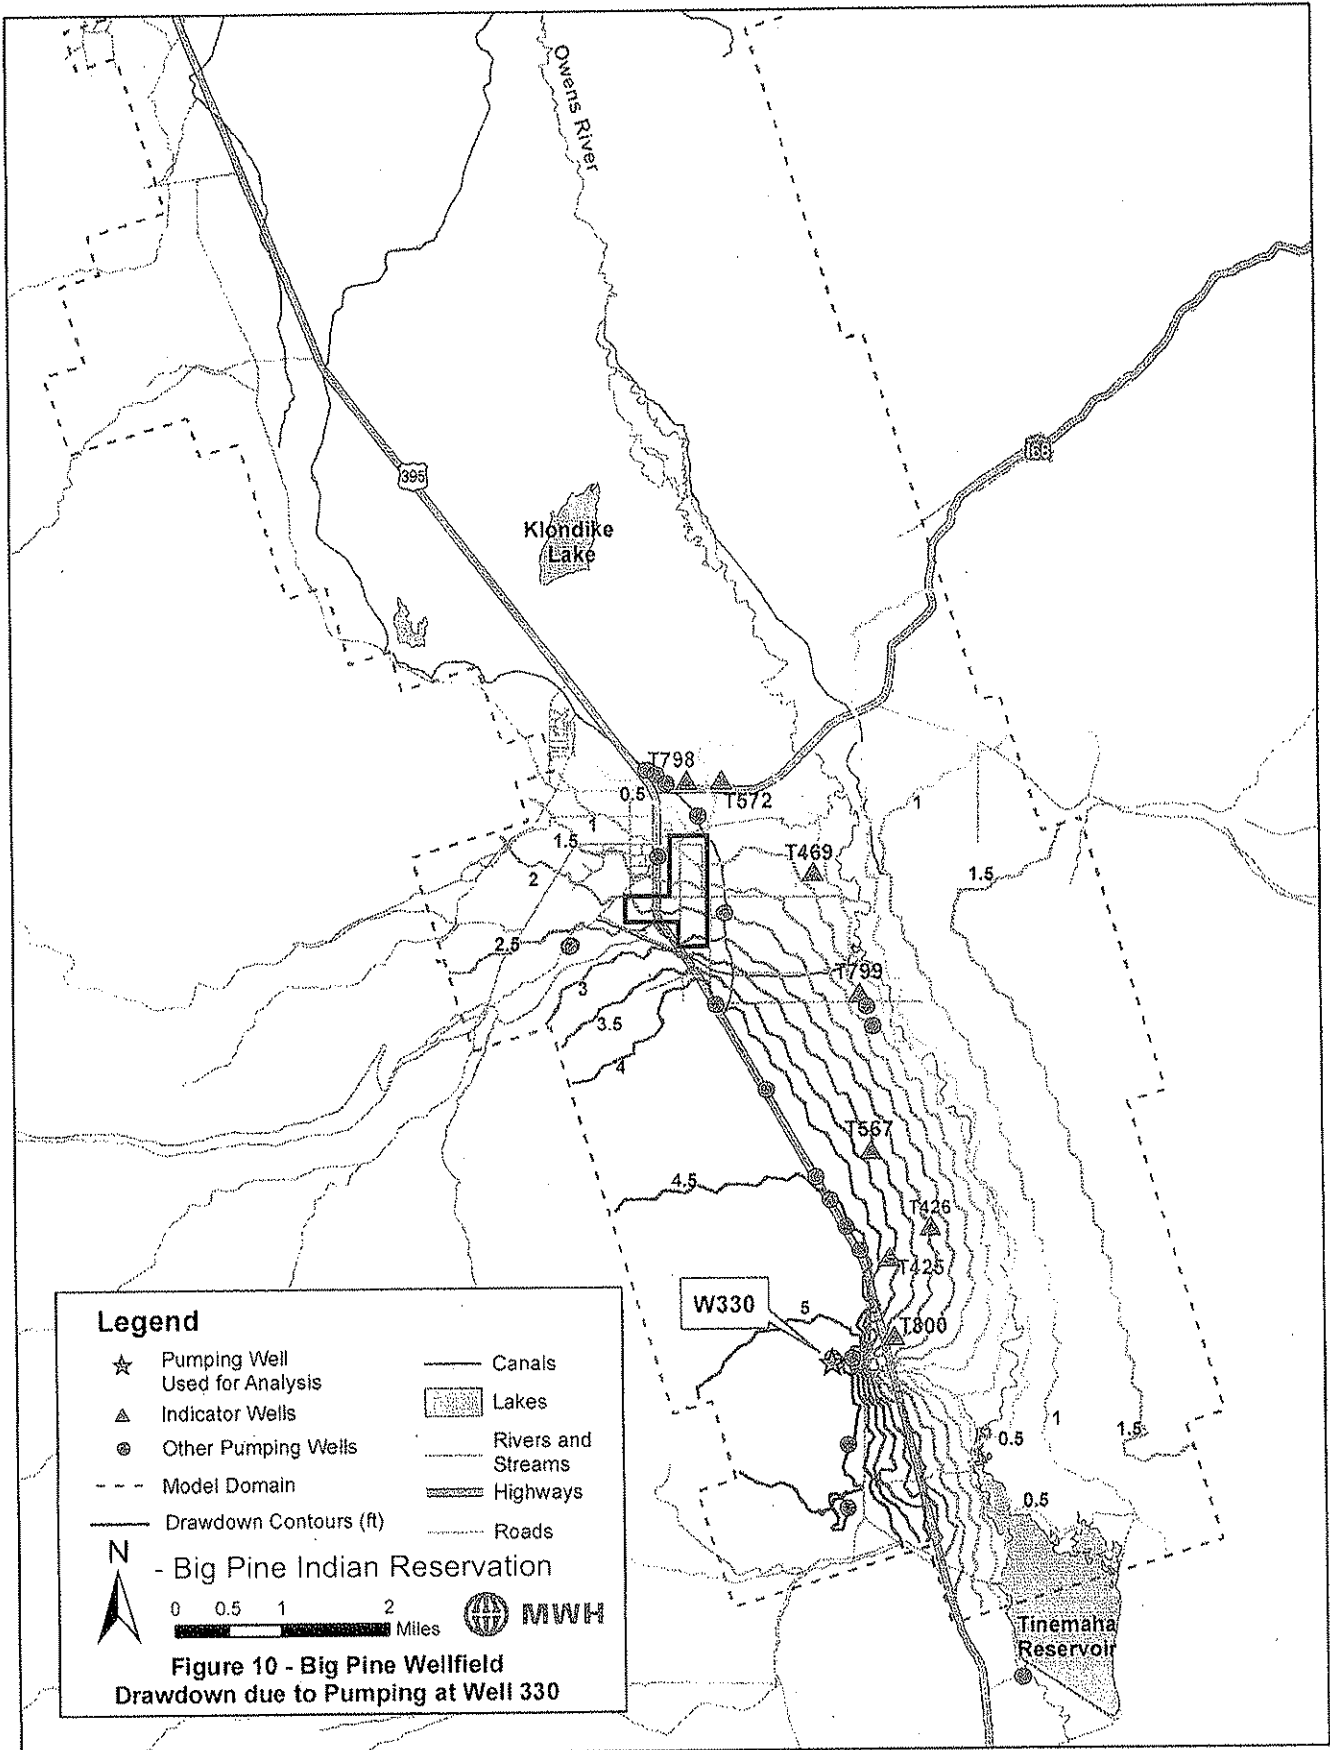 Owens River
168
395
Klondike
Lake
T798
0.5
T572
1
1
1.5
T469
1.5
2
2.5
T799
3
3.5
4
T567
4.5
T426
T425
W330
5
T800
0.5
1
1.5
0.5
Tinemaha
Reservoir
Legend
Pumping Well
Used for Analysis
Indicator Wells
Other Pumping Wells
Model Domain
Drawdown Contours (ft)
Canals
Lakes
Rivers and
Streams
Highways
Roads
N
- Big Pine Indian Reservation
0 0.5 1 2
Miles
MWH
Figure 10 - Big Pine Wellfield
Drawdown due to Pumping at Well 330